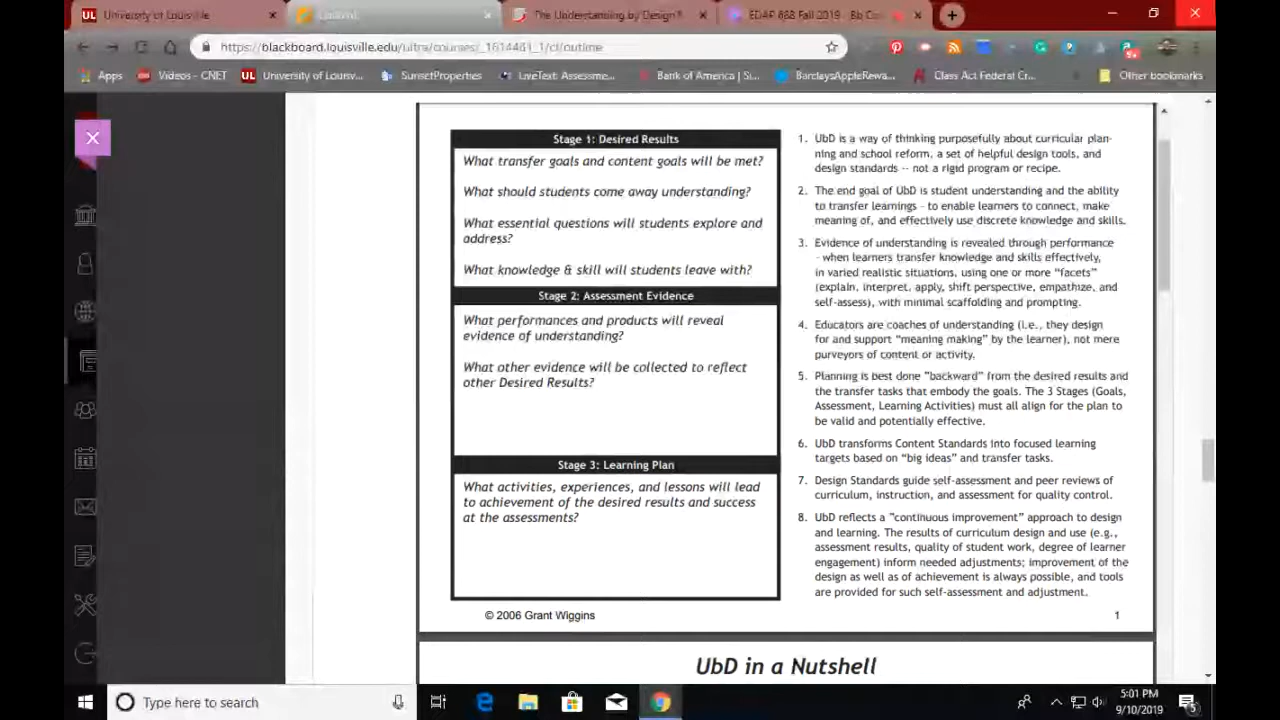 University of Louisville
The Understanding by Design
EDAP 688 Fall 2019 - Bb Co
https://blackboard.louisville.edu/ultra/courses/_1614461_1/cl/outline
Apps
Videos - CNET
University of Louisv...
SunsetProperties
LiveText: Assessme...
Bank of America | Si...
BarclaysAppleRewa...
Class Act Federal Cr...
Other bookmarks
Stage 1: Desired Results
What transfer goals and content goals will be met?
What should students come away understanding?
What essential questions will students explore and
address?
What knowledge & skill will students leave with?
Stage 2: Assessment Evidence
What performances and products will reveal
evidence of understanding?
What other evidence will be collected to reflect
other Desired Results?
Stage 3: Learning Plan
What activities, experiences, and lessons will lead
to achievement of the desired results and success
at the assessments?
© 2006 Grant Wiggins
1. UbD is a way of thinking purposefully about curricular plan-
ning and school reform, a set of helpful design tools, and
design standards -- not a rigid program or recipe.
2. The end goal of UbD is student understanding and the ability
to transfer learnings - to enable learners to connect, make
meaning of, and effectively use discrete knowledge and skills.
3. Evidence of understanding is revealed through performance
- when learners transfer knowledge and skills effectively,
in varied realistic situations, using one or more “facets”
(explain, interpret, apply, shift perspective, empathize, and
self-assess), with minimal scaffolding and prompting.
4. Educators are coaches of understanding (i.e., they design
for and support “meaning making” by the learner), not mere
purveyors of content or activity.
5. Planning is best done "backward" from the desired results and
the transfer tasks that embody the goals. The 3 Stages (Goals,
Assessment, Learning Activities) must all align for the plan to
be valid and potentially effective.
6. UbD transforms Content Standards into focused learning
targets based on “big ideas” and transfer tasks.
7. Design Standards guide self-assessment and peer reviews of
curriculum, instruction, and assessment for quality control.
8. UbD reflects a "continuous improvement” approach to design
and learning. The results of curriculum design and use (e.g.,
assessment results, quality of student work, degree of learner
engagement) inform needed adjustments; improvement of the
design as well as of achievement is always possible, and tools
are provided for such self-assessment and adjustment.
1
UbD in a Nutshell
Type here to search
5:01 PM
9/10/2019
5